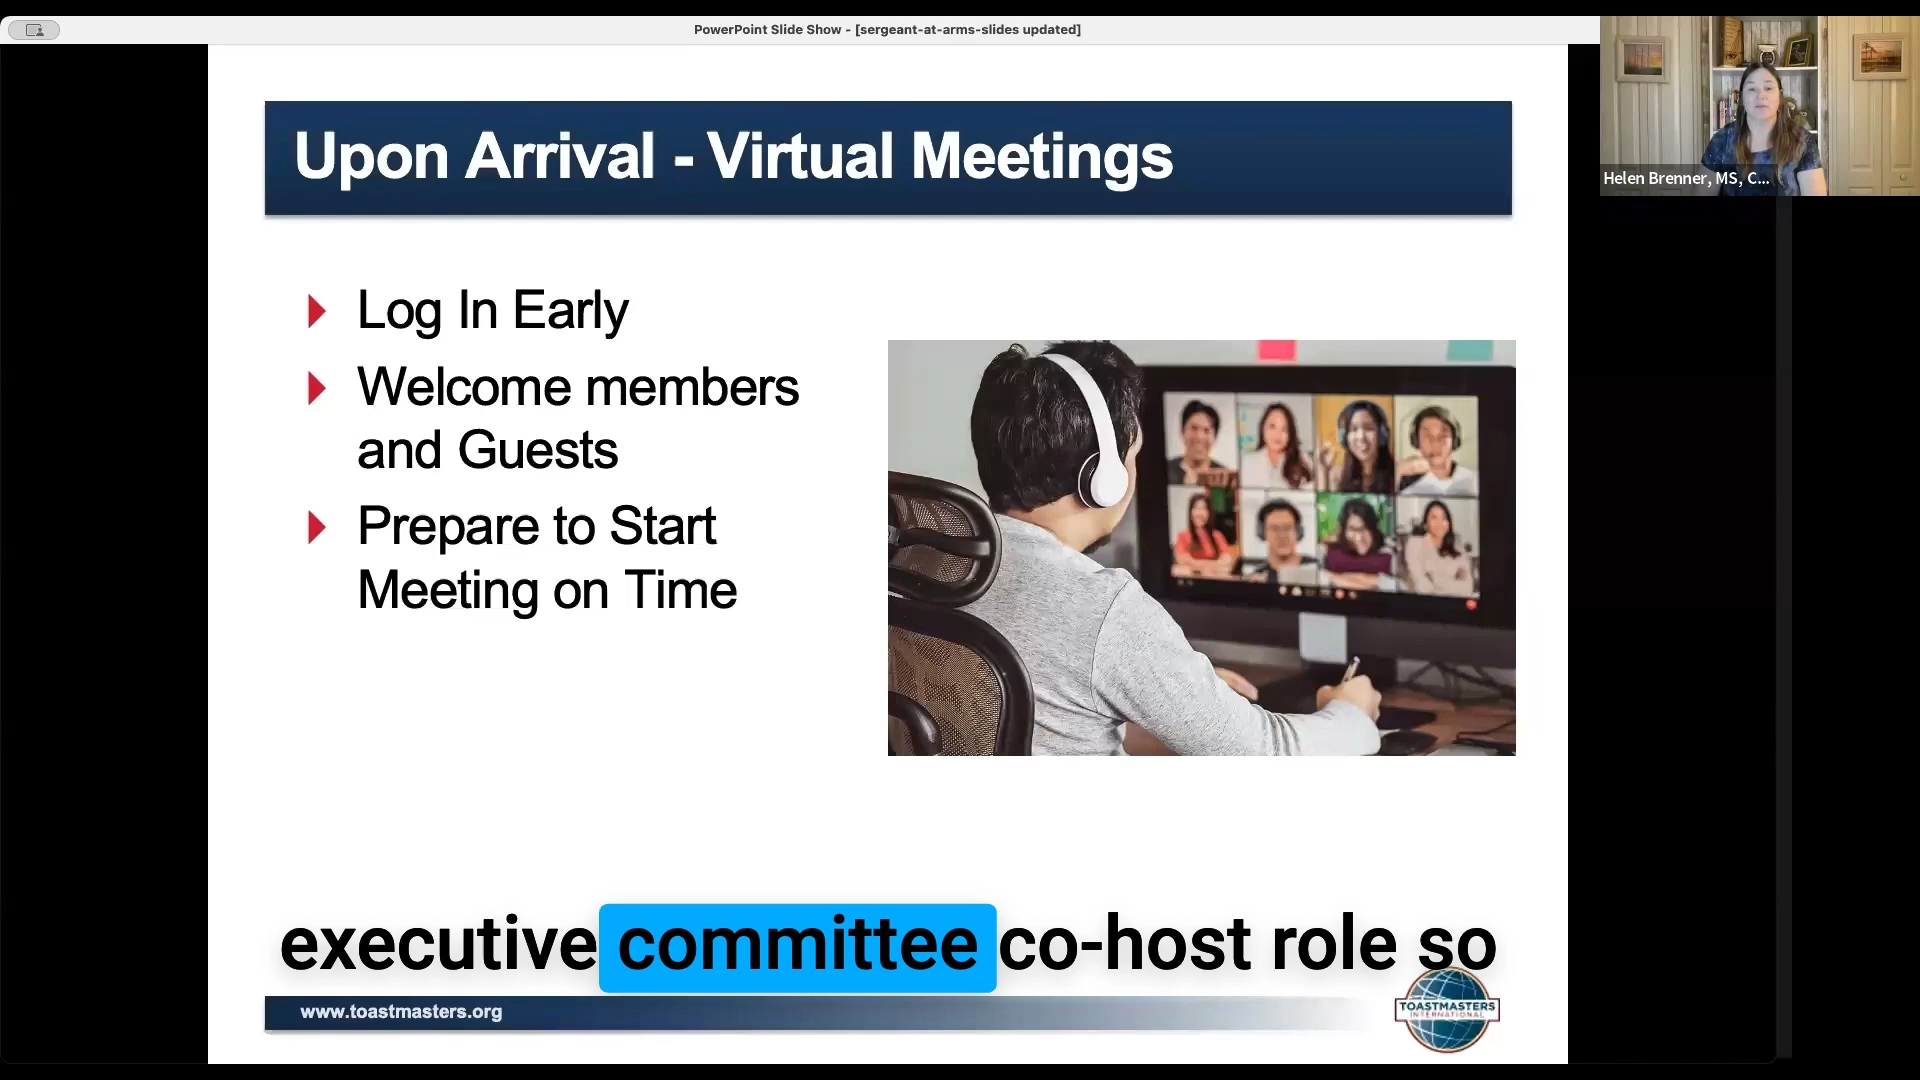 PowerPoint Slide Show - [sergeant-at-arms-slides updated]
Helen Brenner, MS, C...
Upon Arrival - Virtual Meetings
Log In Early
Welcome members
and Guests
Prepare to Start
Meeting on Time
executive committee co-host role so
www.toastmasters.org
TOASTMASTERS
INTERNATIONAL